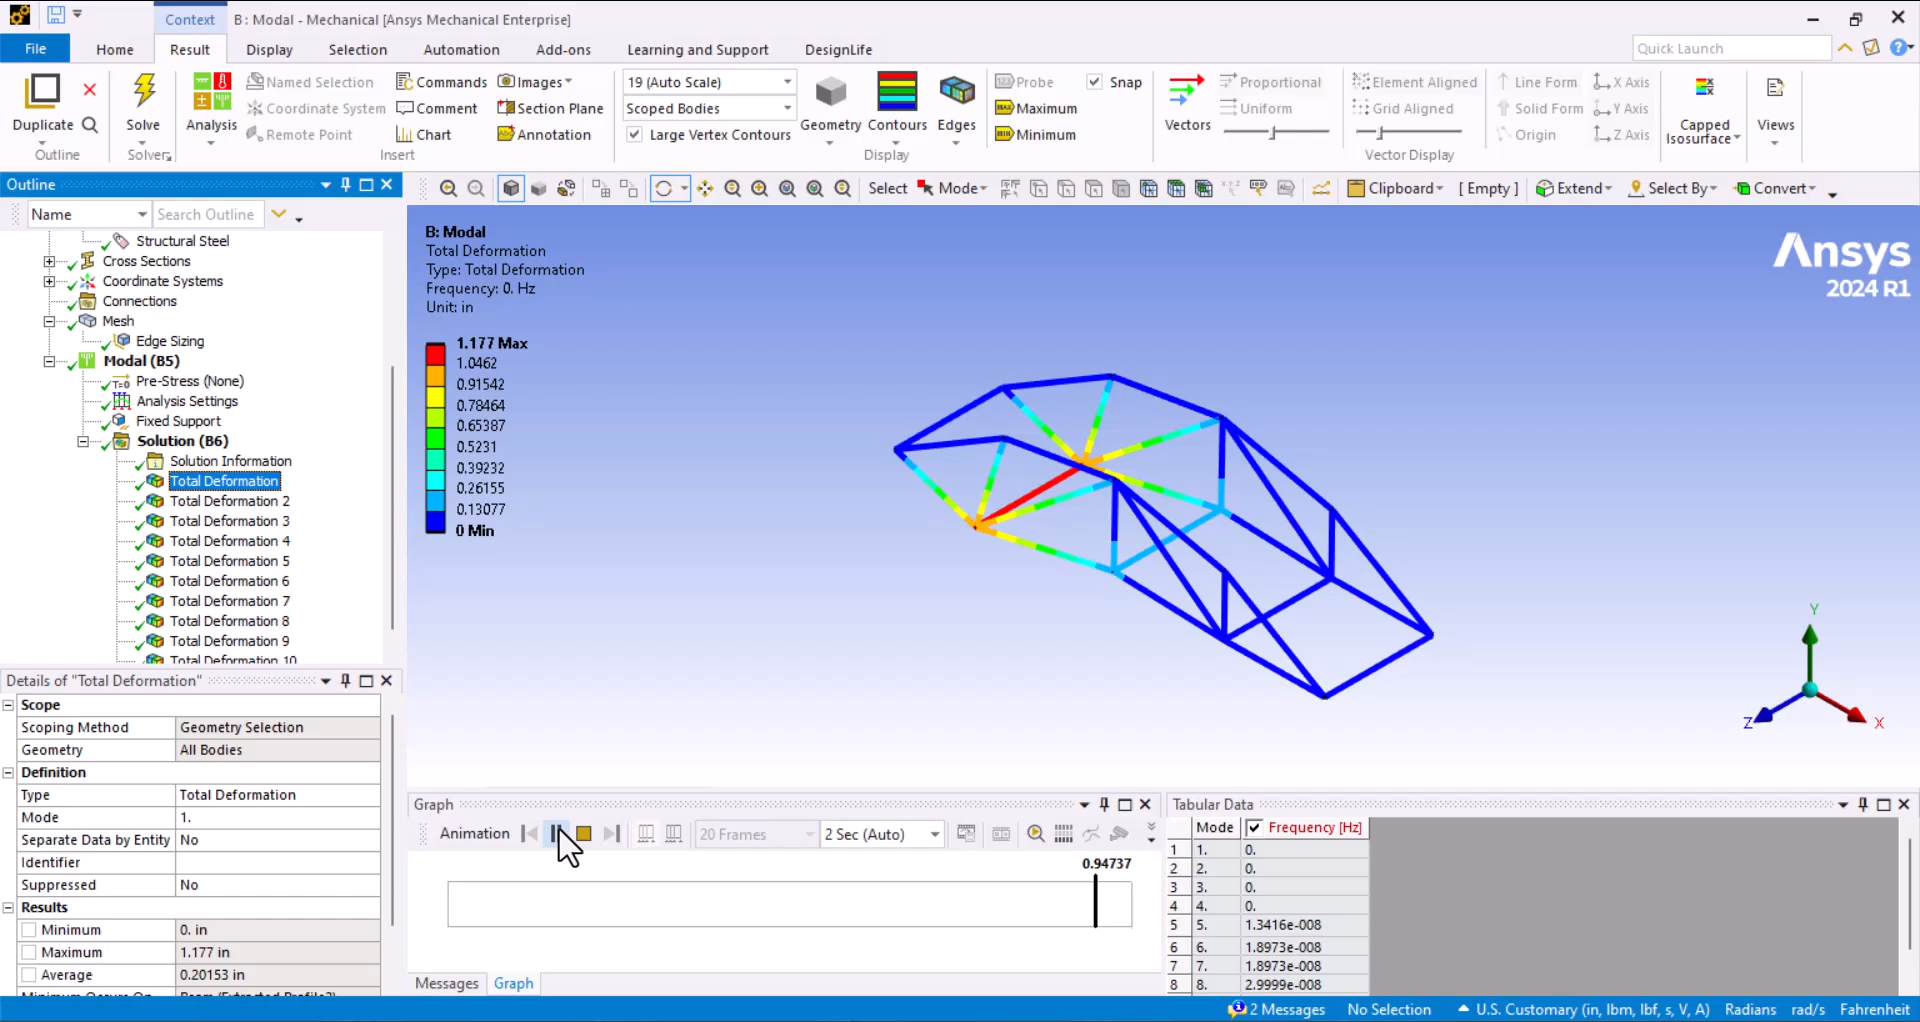 Context
B : Modal - Mechanical [Ansys Mechanical Enterprise]
File
Home
Result
Display
Selection
Automation
Add-ons
Learning and Support
DesignLife
Quick Launch
Duplicate
Outline
Solve
Solver
Analysis
Named Selection
Coordinate System
Remote Point
Commands
Comment
Chart
Images
Section Plane
Annotation
Insert
19 (Auto Scale)
Scoped Bodies
Large Vertex Contours
Geometry
Contours
Edges
Display
Probe
Maximum
Minimum
Snap
Vectors
Proportional
Uniform
Element Aligned
Grid Aligned
Vector Display
Line Form
Solid Form
Origin
X Axis
Y Axis
Z Axis
Capped
Isosurface
Views
Outline
Name
Search Outline
Select
Mode
Clipboard
[ Empty ]
Extend
Select By
Convert
Structural Steel
Cross Sections
Coordinate Systems
Connections
Mesh
Edge Sizing
Modal (B5)
Pre-Stress (None)
Analysis Settings
Fixed Support
Solution (B6)
Solution Information
Total Deformation
Total Deformation 2
Total Deformation 3
Total Deformation 4
Total Deformation 5
Total Deformation 6
Total Deformation 7
Total Deformation 8
Total Deformation 9
Total Deformation 10
B: Modal
Total Deformation
Type: Total Deformation
Frequency: 0. Hz
Unit: in
1.177 Max
1.0462
0.91542
0.78464
0.65387
0.5231
0.39232
0.26155
0.13077
0 Min
Ansys
2024 R1
Y
Z
X
Details of "Total Deformation"
Scope
Scoping Method Geometry Selection
Geometry All Bodies
Definition
Type Total Deformation
Mode 1.
Separate Data by Entity No
Identifier
Suppressed No
Results
Minimum 0. in
Maximum 1.177 in
Average 0.20153 in
Graph
Animation
20 Frames
2 Sec (Auto)
0.94737
Messages
Graph
Tabular Data
Mode Frequency [Hz]
1 1. 0.
2 2. 0.
3 3. 0.
4 4. 0.
5 5. 1.3416e-008
6 6. 1.8973e-008
7 7. 1.8973e-008
8 8. 2.9999e-008
2 Messages
No Selection
U.S. Customary (in, lbm, lbf, s, V, A)
Radians
rad/s
Fahrenheit